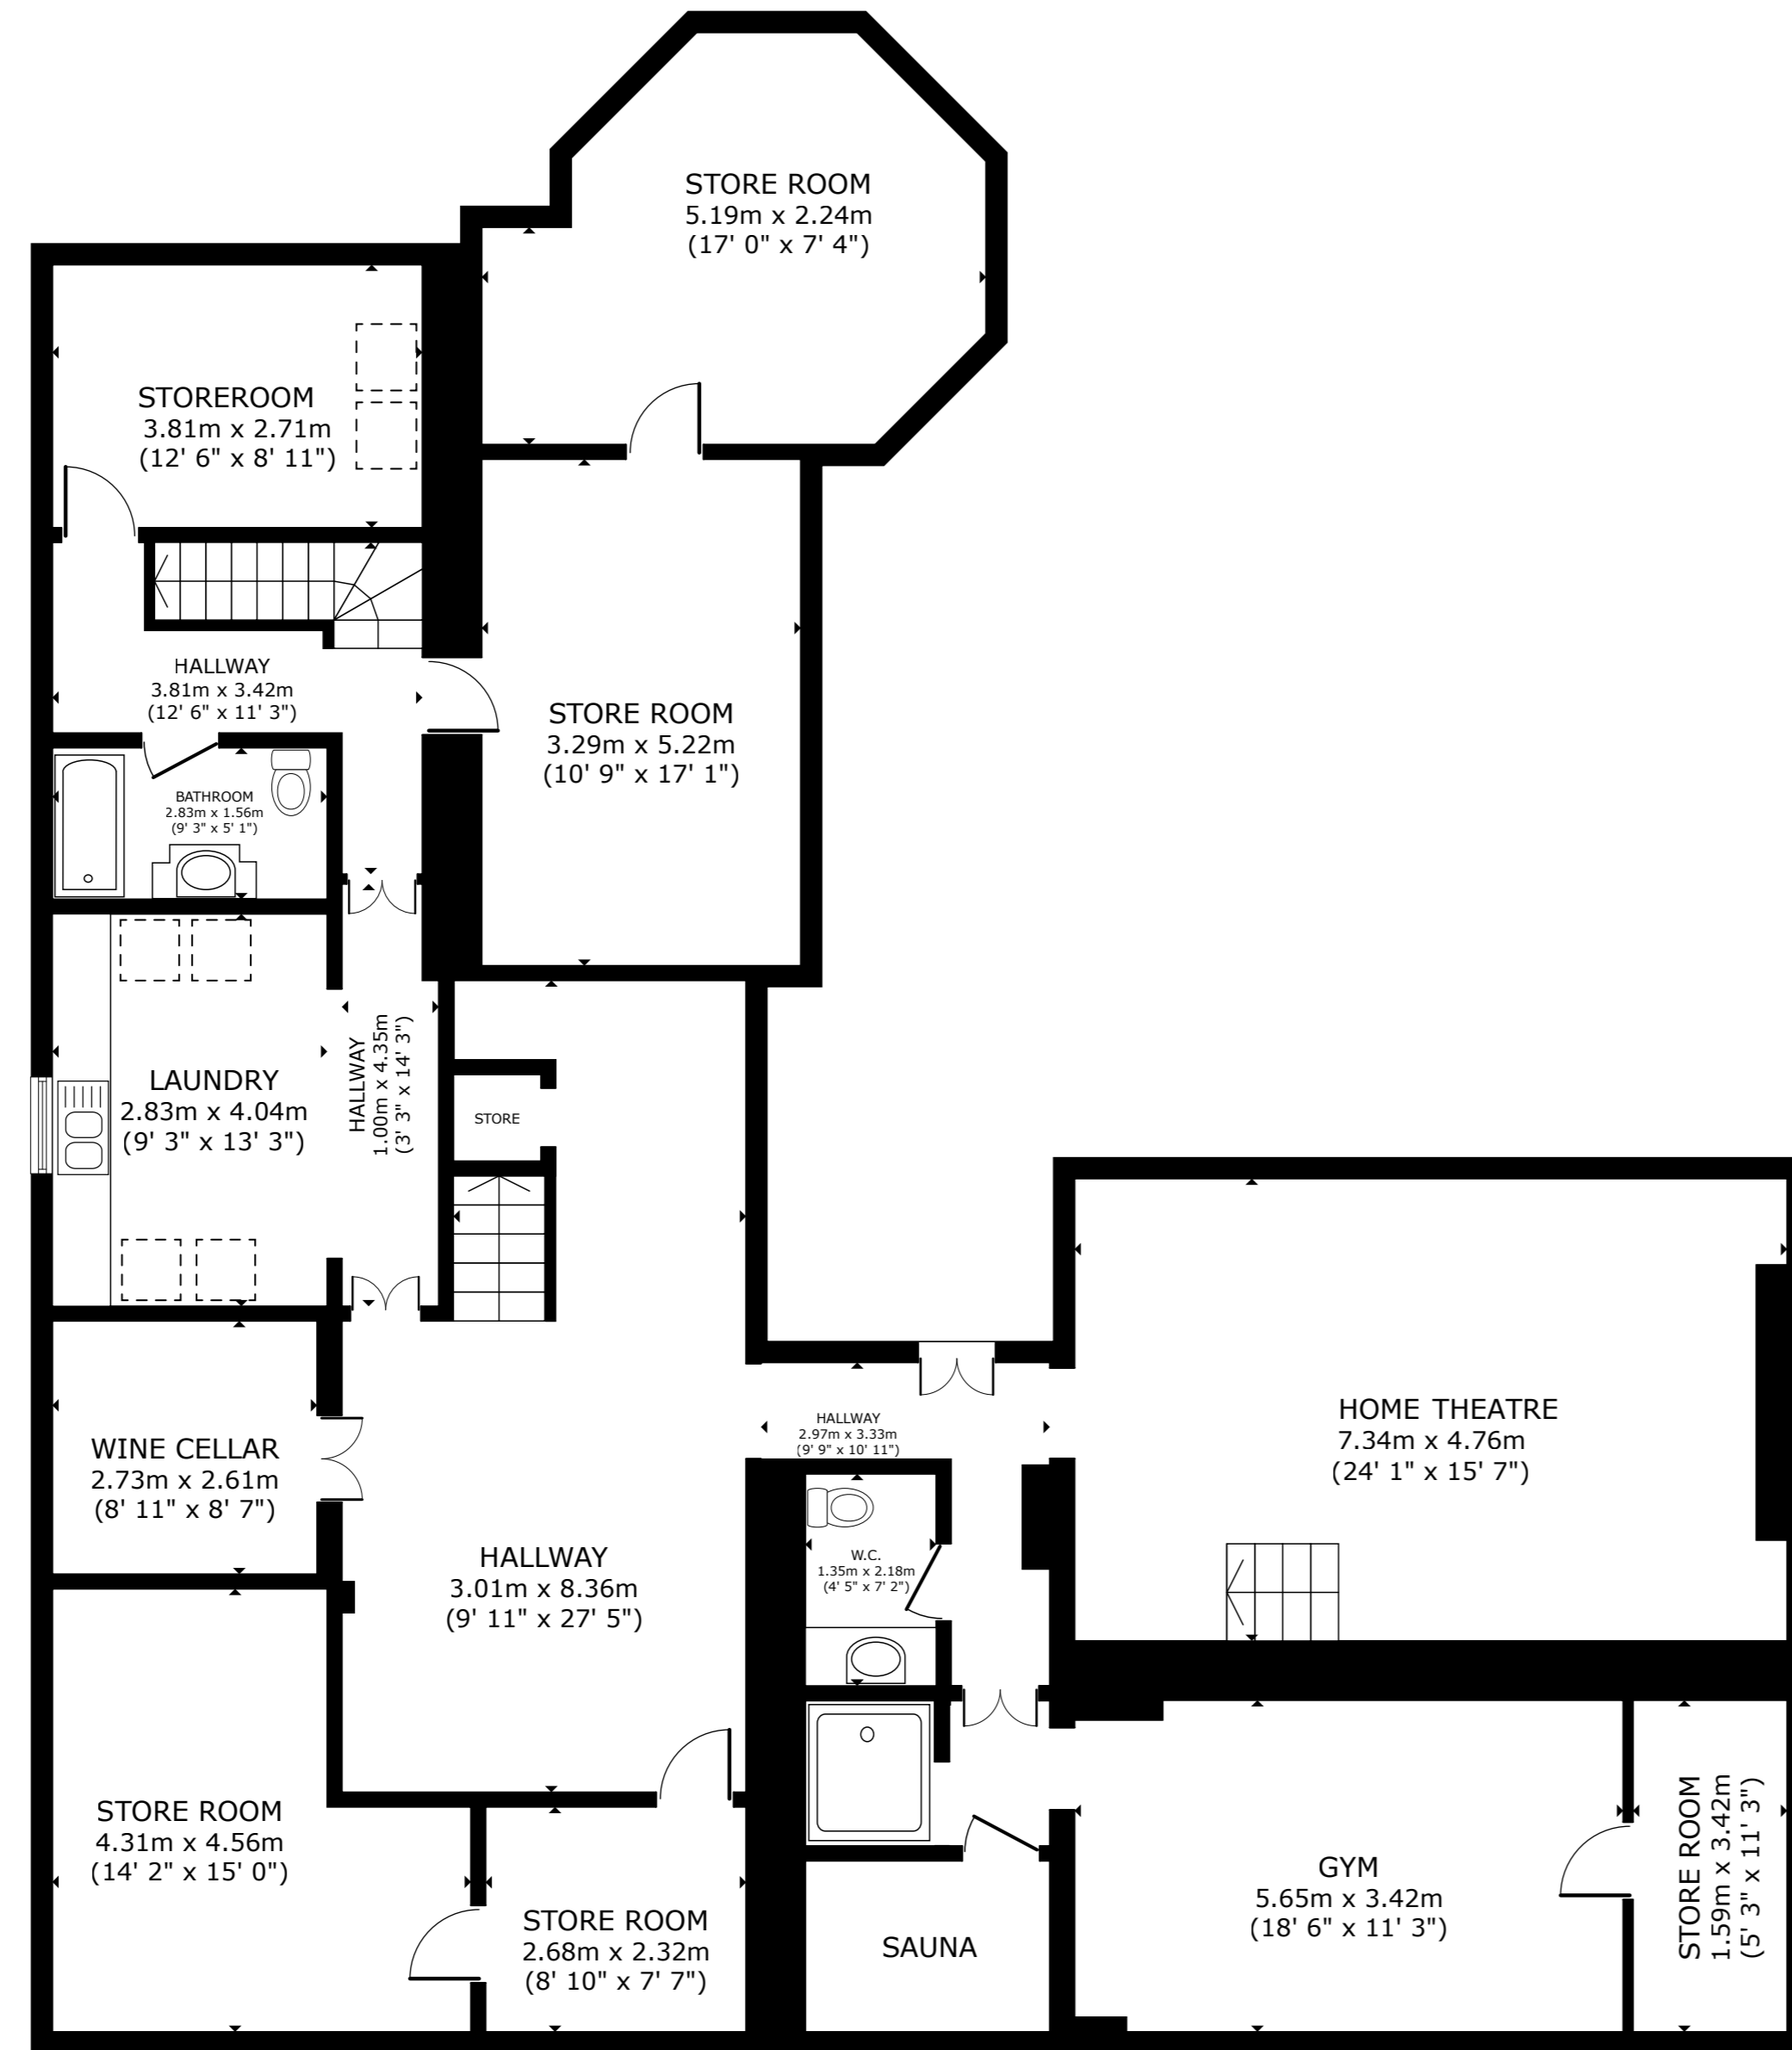 STORE ROOM
5.19m x 2.24m
(17' 0" x 7' 4")
STOREROOM
3.81m x 2.71m
(12' 6" x 8' 11")
HALLWAY
3.81m x 3.42m
(12' 6" x 11' 3")
STORE ROOM
3.29m x 5.22m
(10' 9" x 17' 1")
BATHROOM
2.83m x 1.56m
(9' 3" x 5' 1")
LAUNDRY
2.83m x 4.04m
(9' 3" x 13' 3")
HALLWAY
1.00m x 4.35m
(3' 3" x 14' 3")
STORE
WINE CELLAR
2.73m x 2.61m
(8' 11" x 8' 7")
HALLWAY
2.97m x 3.33m
(9' 9" x 10' 11")
HOME THEATRE
7.34m x 4.76m
(24' 1" x 15' 7")
HALLWAY
3.01m x 8.36m
(9' 11" x 27' 5")
W.C.
1.35m x 2.18m
(4' 5" x 7' 2")
STORE ROOM
4.31m x 4.56m
(14' 2" x 15' 0")
STORE ROOM
2.68m x 2.32m
(8' 10" x 7' 7")
SAUNA
GYM
5.65m x 3.42m
(18' 6" x 11' 3")
STORE ROOM
1.59m x 3.42m
(5' 3" x 11' 3")